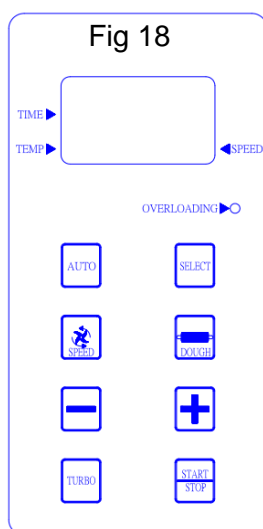 Fig 18
TIME
TEMP
SPEED
OVERLOADING
AUTO
SELECT
SPEED
DOUGH
TURBO
START
STOP